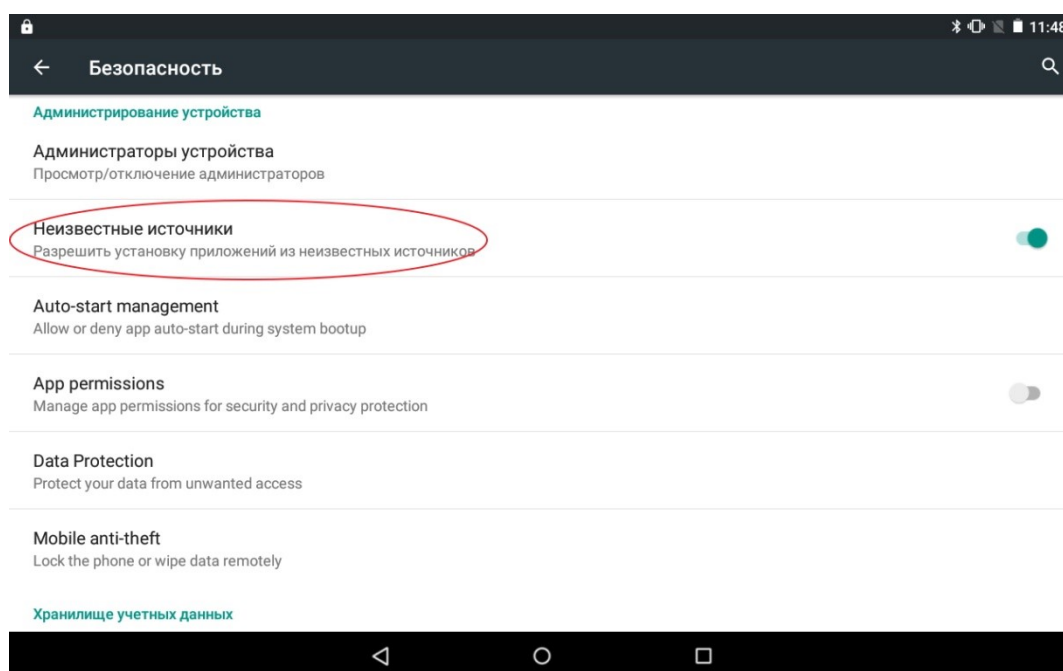 11:48
Безопасность
Администрирование устройства
Администраторы устройства
Просмотр/отключение администраторов
Неизвестные источники
Разрешить установку приложений из неизвестных источников
Auto-start management
Allow or deny app auto-start during system bootup
App permissions
Manage app permissions for security and privacy protection
Data Protection
Protect your data from unwanted access
Mobile anti-theft
Lock the phone or wipe data remotely
Хранилище учетных данных